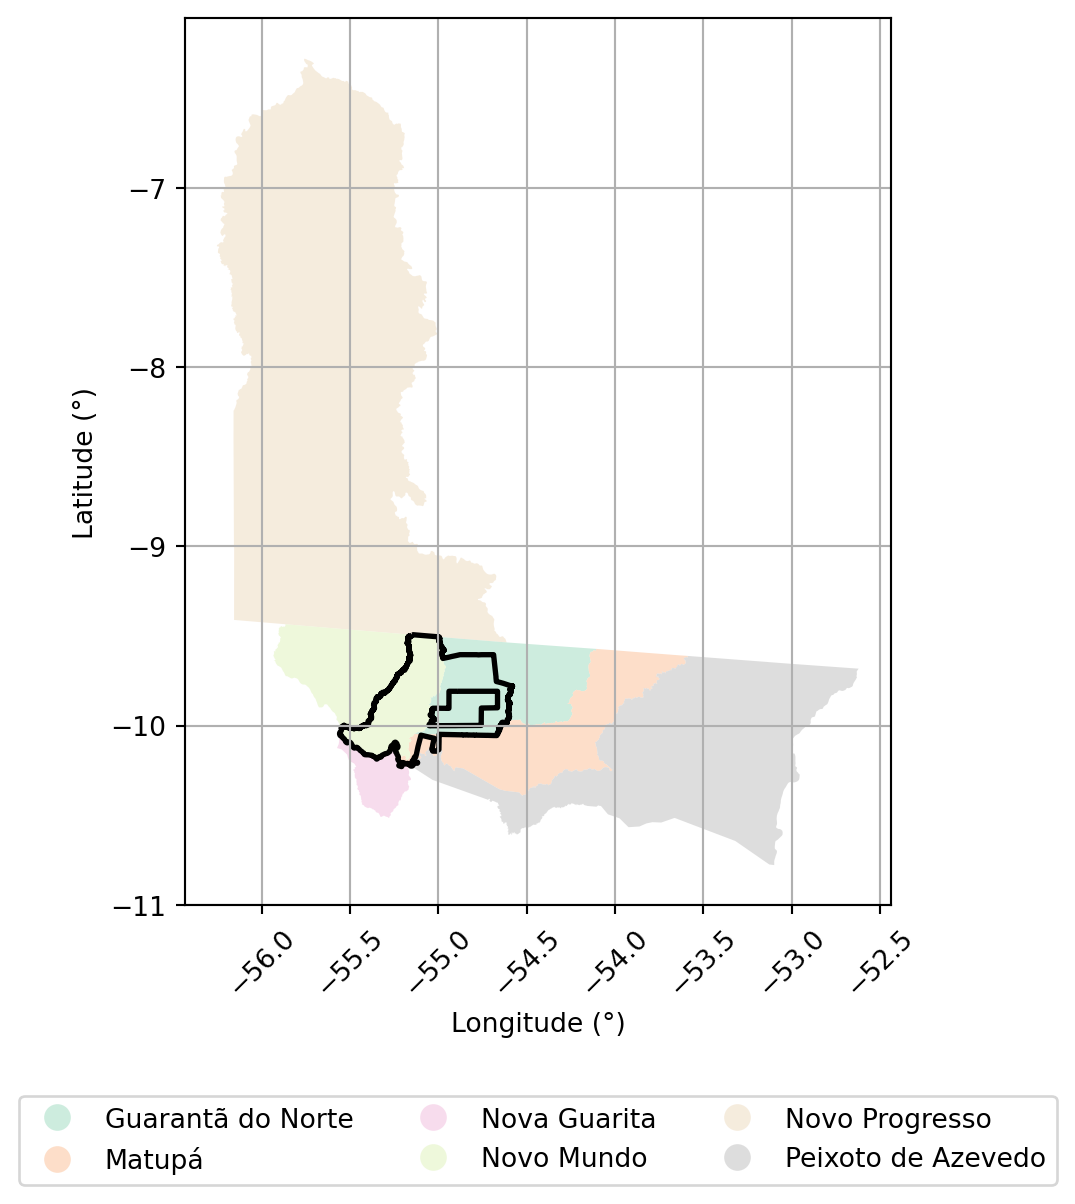 −7
−8
−9
−10
−11
Latitude (°)
−56.0
−55.5
−55.0
−54.5
−54.0
−53.5
−53.0
−52.5
Longitude (°)
Guarantã do Norte
Nova Guarita
Novo Progresso
Matupá
Novo Mundo
Peixoto de Azevedo